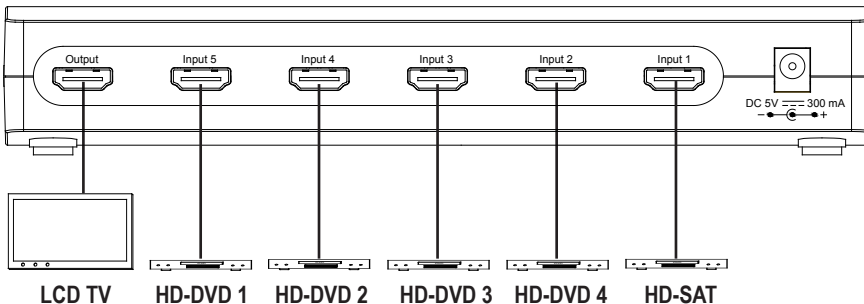 Output Input 5 Input 4 Input 3 Input 2 Input 1
DC 5V 300 mA
- +
LCD TV HD-DVD 1 HD-DVD 2 HD-DVD 3 HD-DVD 4 HD-SAT